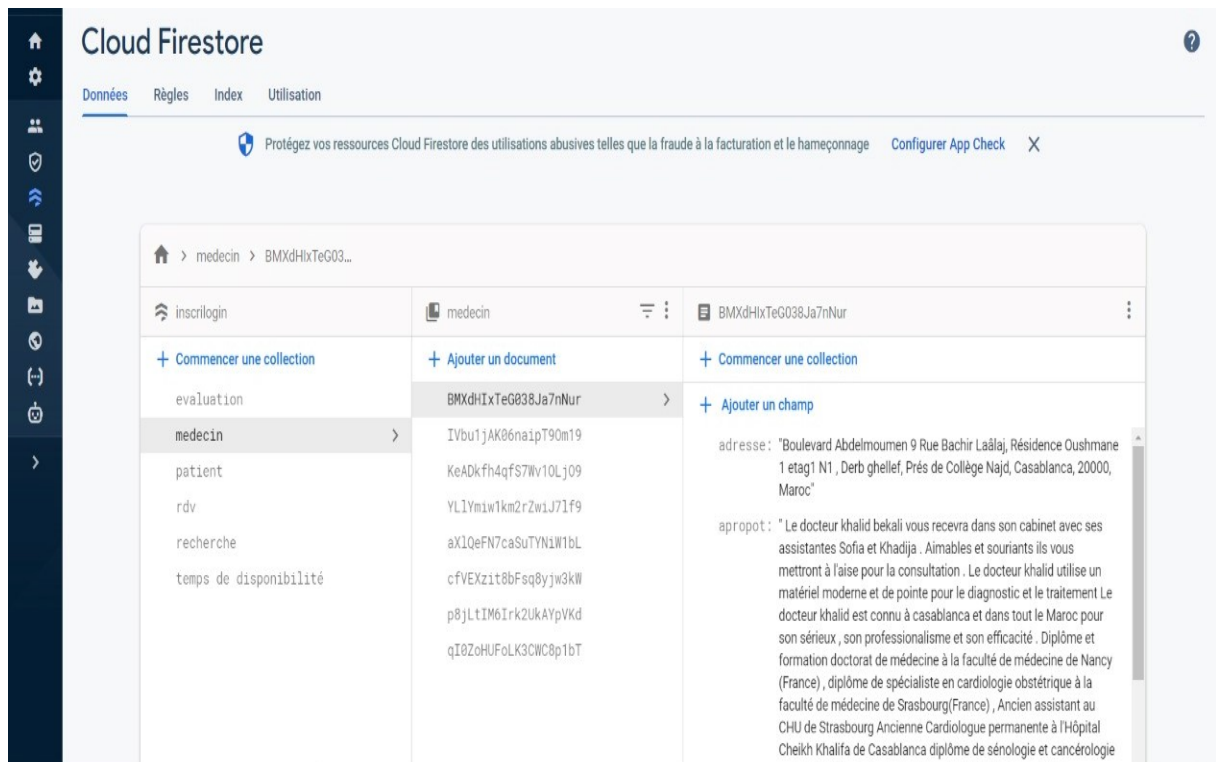 Cloud Firestore
Données Règles Index Utilisation
Protégez vos ressources Cloud Firestore des utilisations abusives telles que la fraude à la facturation et le hameçonnage Configurer App Check X
medecin > BMXdHIxTeG03...
inscrilogin
+ Commencer une collection
evaluation
medecin
patient
rdv
recherche
temps de disponibilité
medecin
+ Ajouter un document
BMXdHIxTeG038Ja7nNur
IVbu1jAK06naipT9Om19
KeADkfh4qfS7Wv1OLjO9
YLlYmiw1km2rZwiJ7lf9
aXlQeFN7caSuTYNiW1bL
cfVEXzit8bFsq8yjw3kW
p8jLtIM6Irk2UkAYpVKd
qI0ZoHUFoLK3CWC8p1bT
BMXdHIxTeG038Ja7nNur
+ Commencer une collection
+ Ajouter un champ
adresse: "Boulevard Abdelmoumen 9 Rue Bachir Laâlaj, Résidence Oushmane
1 etag1 N1 , Derb ghellef, Prés de Collège Najd, Casablanca, 20000,
Maroc"
apropot: " Le docteur khalid bekali vous recevra dans son cabinet avec ses
assistantes Sofia et Khadija . Aimables et souriants ils vous
mettront à l'aise pour la consultation . Le docteur khalid utilise un
matériel moderne et de pointe pour le diagnostic et le traitement Le
docteur khalid est connu à casablanca et dans tout le Maroc pour
son sérieux , son professionalisme et son efficacité . Diplôme et
formation doctorat de médecine à la faculté de médecine de Nancy
(France) , diplôme de spécialiste en cardiologie obstétrique à la
faculté de médecine de Srasbourg(France) , Ancien assistant au
CHU de Strasbourg Ancienne Cardiologue permanente à l'Hôpital
Cheikh Khalifa de Casablanca diplôme de sénologie et cancérologie